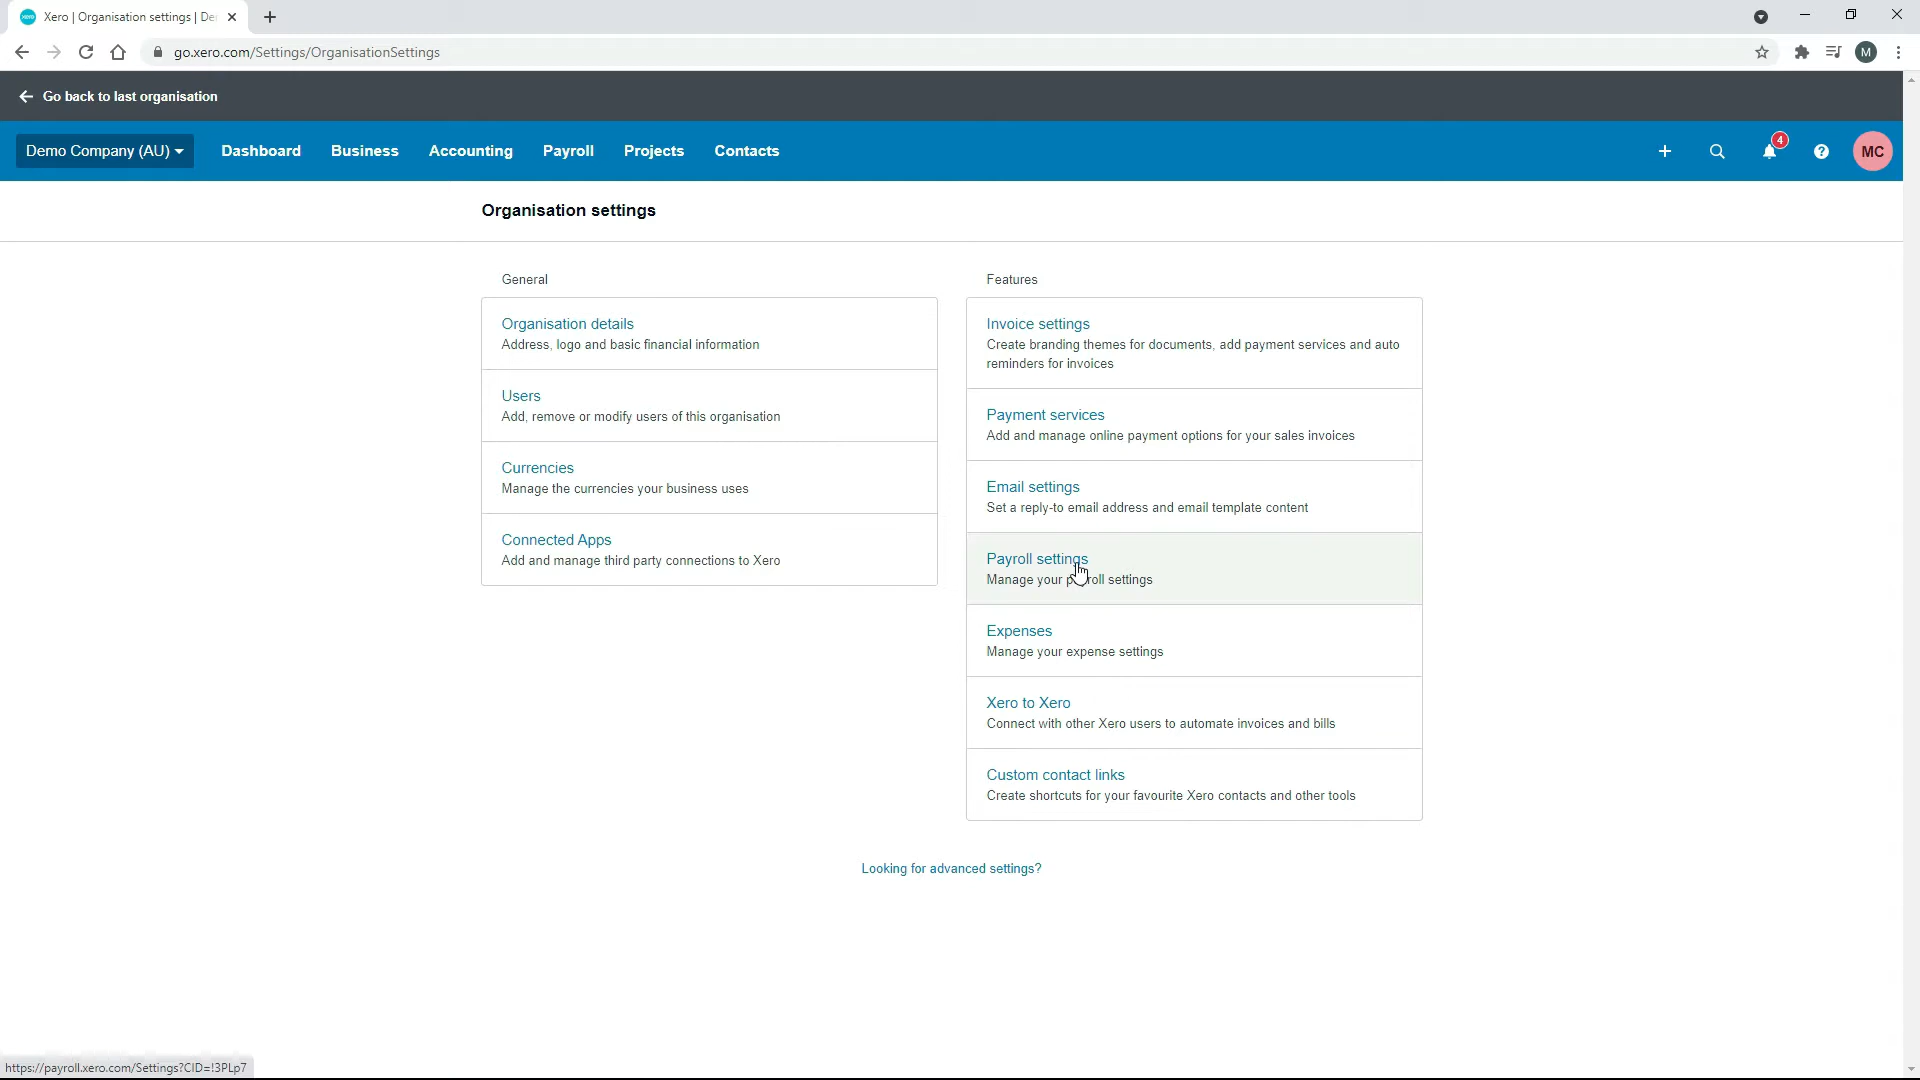 Xero | Organisation settings | De
go.xero.com/Settings/OrganisationSettings
M
Go back to last organisation
Demo Company (AU) Dashboard Business Accounting Payroll Projects Contacts
4
MC
Organisation settings
General
Organisation details
Address, logo and basic financial information
Users
Add, remove or modify users of this organisation
Currencies
Manage the currencies your business uses
Connected Apps
Add and manage third party connections to Xero
Features
Invoice settings
Create branding themes for documents, add payment services and auto
reminders for invoices
Payment services
Add and manage online payment options for your sales invoices
Email settings
Set a reply-to email address and email template content
Payroll settings
Manage your payroll settings
Expenses
Manage your expense settings
Xero to Xero
Connect with other Xero users to automate invoices and bills
Custom contact links
Create shortcuts for your favourite Xero contacts and other tools
Looking for advanced settings?
https://payroll.xero.com/Settings?CID=!3PLp7